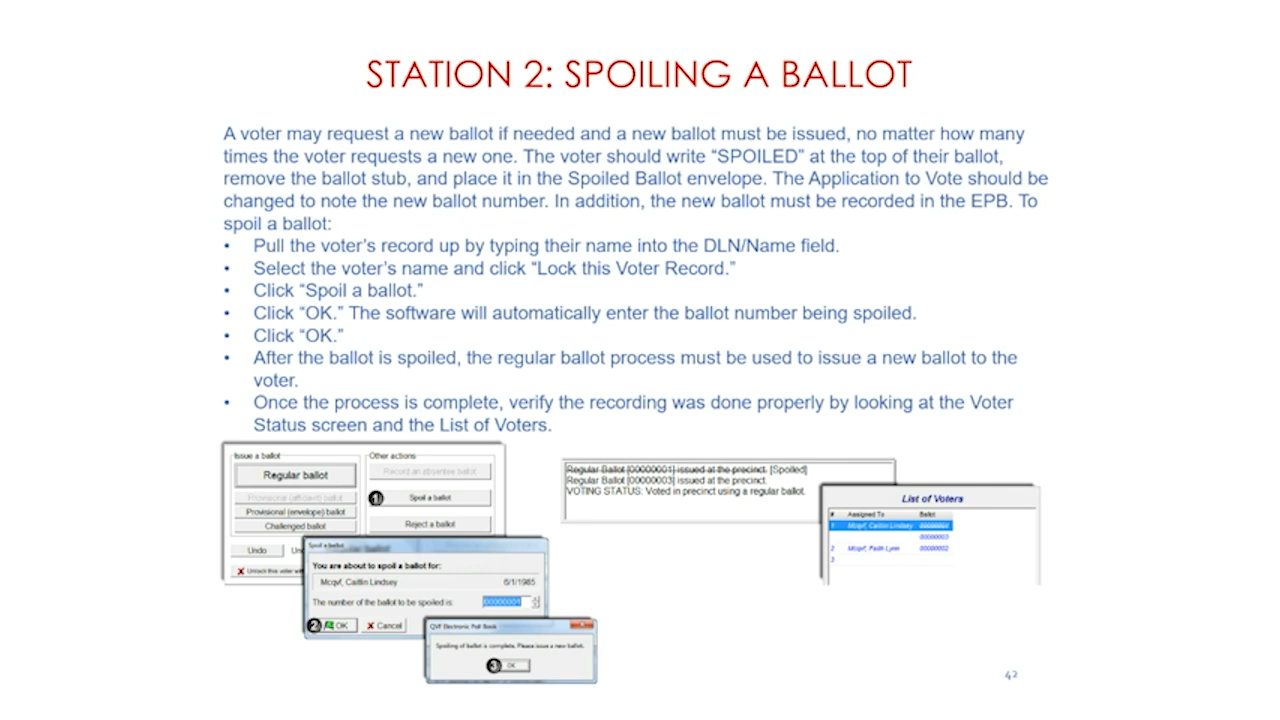 STATION 2: SPOILING A BALLOT
A voter may request a new ballot if needed and a new ballot must be issued, no matter how many
times the voter requests a new one. The voter should write “SPOILED” at the top of their ballot,
remove the ballot stub, and place it in the Spoiled Ballot envelope. The Application to Vote should be
changed to note the new ballot number. In addition, the new ballot must be recorded in the EPB. To
spoil a ballot:
• Pull the voter’s record up by typing their name into the DLN/Name field.
• Select the voter’s name and click “Lock this Voter Record.”
• Click “Spoil a ballot.”
• Click “OK.” The software will automatically enter the ballot number being spoiled.
• Click “OK.”
• After the ballot is spoiled, the regular ballot process must be used to issue a new ballot to the
voter.
• Once the process is complete, verify the recording was done properly by looking at the Voter
Status screen and the List of Voters.
Issue a ballot
Other actions
Regular ballot
Record an absentee ballot
Provisional (affidavit) ballot
1 Spoil a ballot
Provisional (envelope) ballot
Challenged ballot
Reject a ballot
Undo
Unlock this voter
Spoil a ballot
You are about to spoil a ballot for:
Mcqyf, Caitlin Lindsey 6/1/1985
The number of the ballot to be spoiled is: 00000001
2 OK Cancel
QVF Electronic Poll Book
Spoiling of ballot is complete. Please issue a new ballot.
3 OK
Regular Ballot [00000001] issued at the precinct. [Spoiled]
Regular Ballot [00000003] issued at the precinct.
VOTING STATUS: Voted in precinct using a regular ballot.
List of Voters
# Assigned To Ballot
1 Mcqyf, Caitlin Lindsey 00000001
00000003
2 Mcqyf, Faith Lynn 00000002
3
42